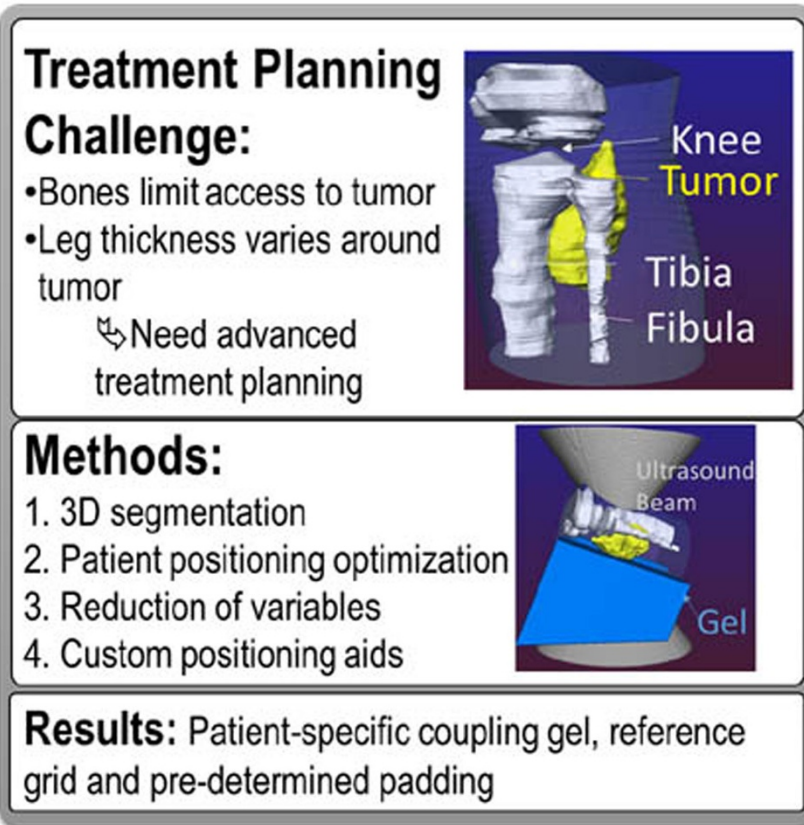 Treatment Planning
Challenge:
•Bones limit access to tumor
•Leg thickness varies around
tumor
↳Need advanced
treatment planning
Knee
Tumor
Tibia
Fibula
Methods:
1. 3D segmentation
2. Patient positioning optimization
3. Reduction of variables
4. Custom positioning aids
Ultrasound
Beam
Gel
Results: Patient-specific coupling gel, reference
grid and pre-determined padding